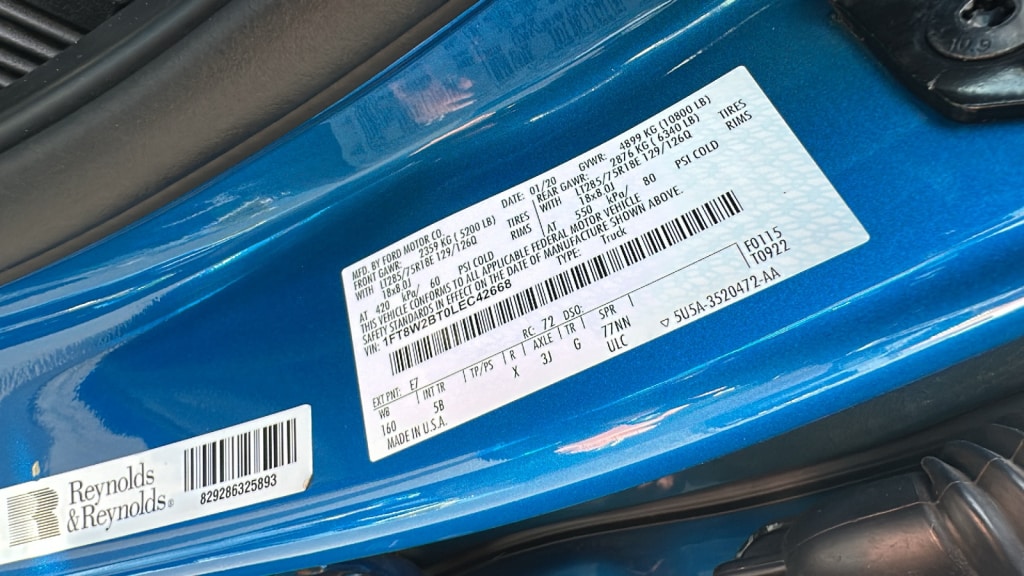 10.9
MFD. BY FORD MOTOR CO.
DATE: 01/20 GVWR: 4899 KG (10800 LB)
FRONT GAWR: 2359 KG ( 5200 LB) REAR GAWR: 2876 KG ( 6340 LB)
LT285/75R18E 129/126Q TIRES WITH LT285/75R18E 129/126Q TIRES
18x8.0J RIMS 18x8.0J RIMS
AT 420 kPa/ 60 PSI COLD AT 550 kPa/ 80 PSI COLD
THIS VEHICLE CONFORMS TO ALL APPLICABLE FEDERAL MOTOR VEHICLE
SAFETY STANDARDS IN EFFECT ON THE DATE OF MANUFACTURE SHOWN ABOVE.
VIN: 1FT8W2BT0LEC42668 TYPE: Truck
F0115
T0922
EXT PNT: E7 RC: 72 DSO:
WB INT TR TP/PS R AXLE TR SPR
160 5B X 3J G 77NN
MADE IN U.S.A. ULC ▽ 5U5A-3520472-AA
Reynolds
&Reynolds®
829286325893